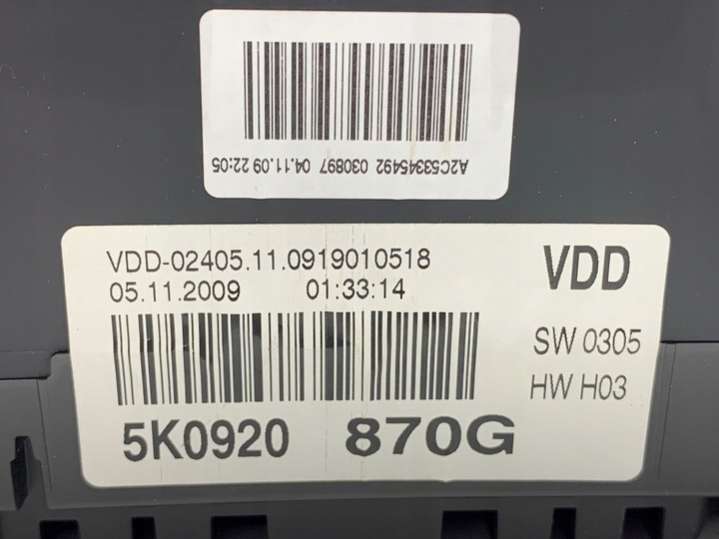 A2C53345492 030897 04.11.09 22:05
VDD-02405.11.0919010518
05.11.2009 01:33:14
VDD
SW 0305
HW H03
5K0920 870G